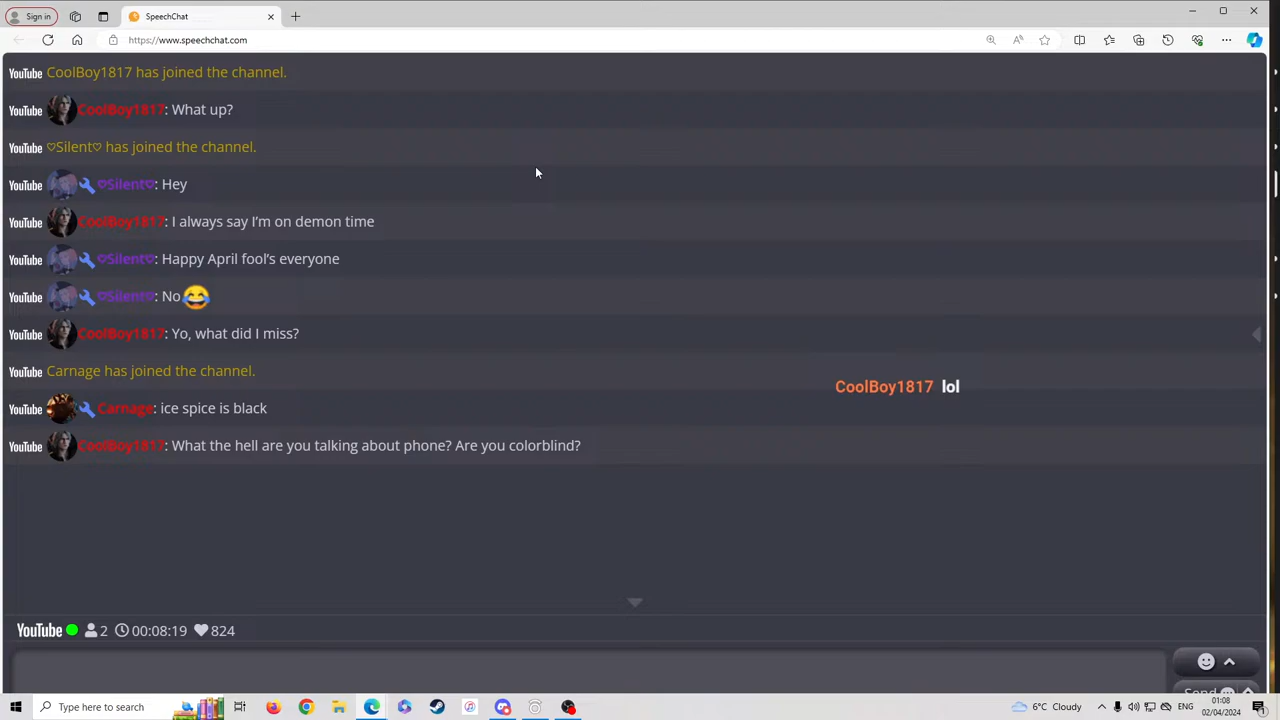 Sign in
SpeechChat
https://www.speechchat.com
YouTube CoolBoy1817 has joined the channel.
YouTube CoolBoy1817: What up?
YouTube ♡Silent♡ has joined the channel.
YouTube ♡Silent♡: Hey
YouTube CoolBoy1817: I always say I’m on demon time
YouTube ♡Silent♡: Happy April fool’s everyone
YouTube ♡Silent♡: No😂
YouTube CoolBoy1817: Yo, what did I miss?
YouTube Carnage has joined the channel.
CoolBoy1817 lol
YouTube Carnage: ice spice is black
YouTube CoolBoy1817: What the hell are you talking about phone? Are you colorblind?
YouTube 2 00:08:19 824
Send
Type here to search
6°C Cloudy
ENG
01:08
02/04/2024